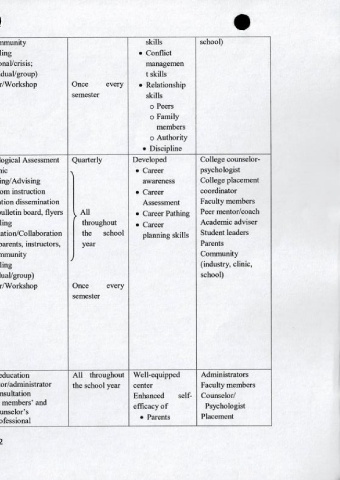 mmunity
ling
onal/crisis;
idual/group)
r/Workshop
Once every
semester
skills
• Conflict
managemen
t skills
• Relationship
skills
o Peers
o Family
members
o Authority
• Discipline
school)
logical Assessment
nic
ing/Advising
om instruction
tion dissemination
bulletin board, flyers
ling
ation/Collaboration
parents, instructors,
mmunity
ling
dual/group)
r/Workshop
Quarterly
All
throughout
the school
year
Once every
semester
Developed
• Career
awareness
• Career
Assessment
• Career Pathing
• Career
planning skills
College counselor-
psychologist
College placement
coordinator
Faculty members
Peer mentor/coach
Academic adviser
Student leaders
Parents
Community
(industry, clinic,
school)
education
or/administrator
nsultation
members' and
unselor's
ofessional
All throughout
the school year
Well-equipped
center
Enhanced self-
efficacy of
• Parents
Administrators
Faculty members
Counselor/
Psychologist
Placement
2